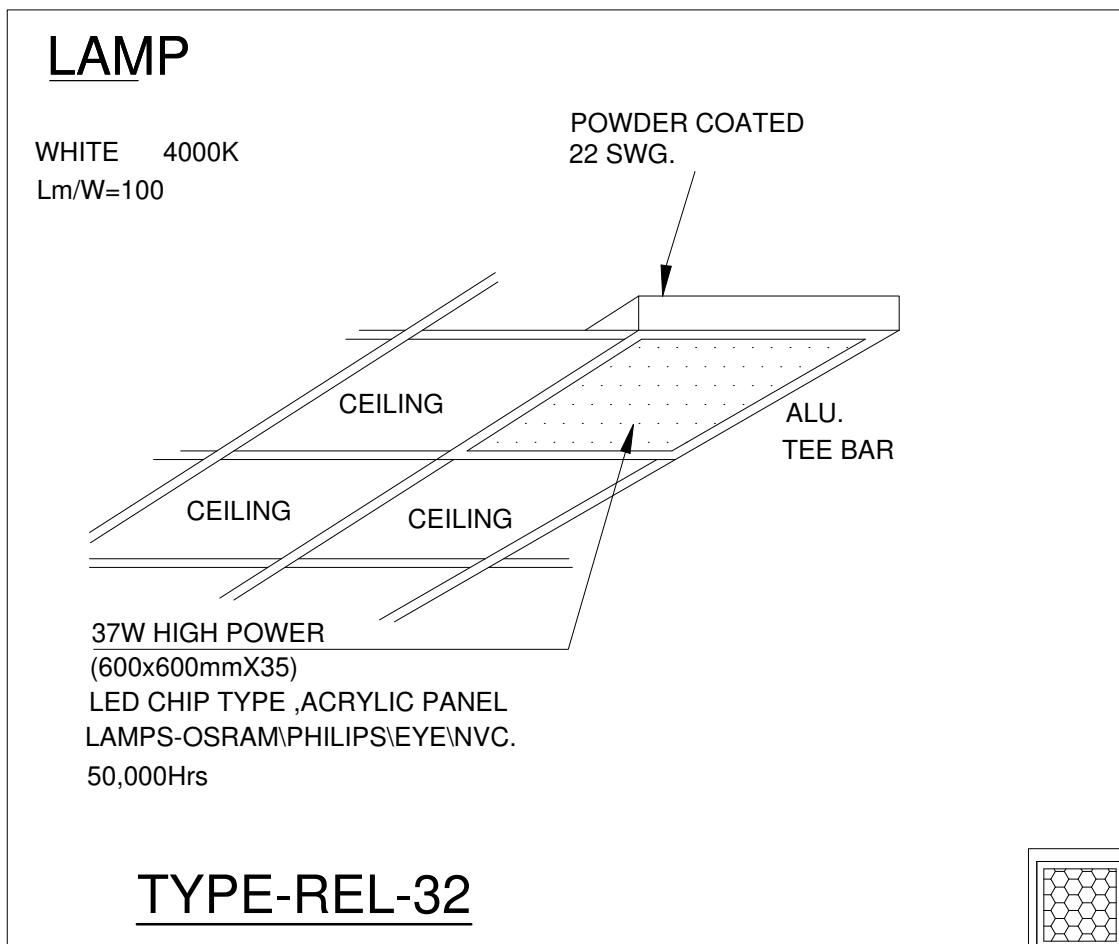 LAMP
WHITE 4000K
Lm/W=100
POWDER COATED
22 SWG.
CEILING
ALU.
TEE BAR
CEILING
CEILING
37W HIGH POWER
(600x600mmX35)
LED CHIP TYPE ,ACRYLIC PANEL
LAMPS-OSRAM\PHILIPS\EYE\NVC.
50,000Hrs
TYPE-REL-32